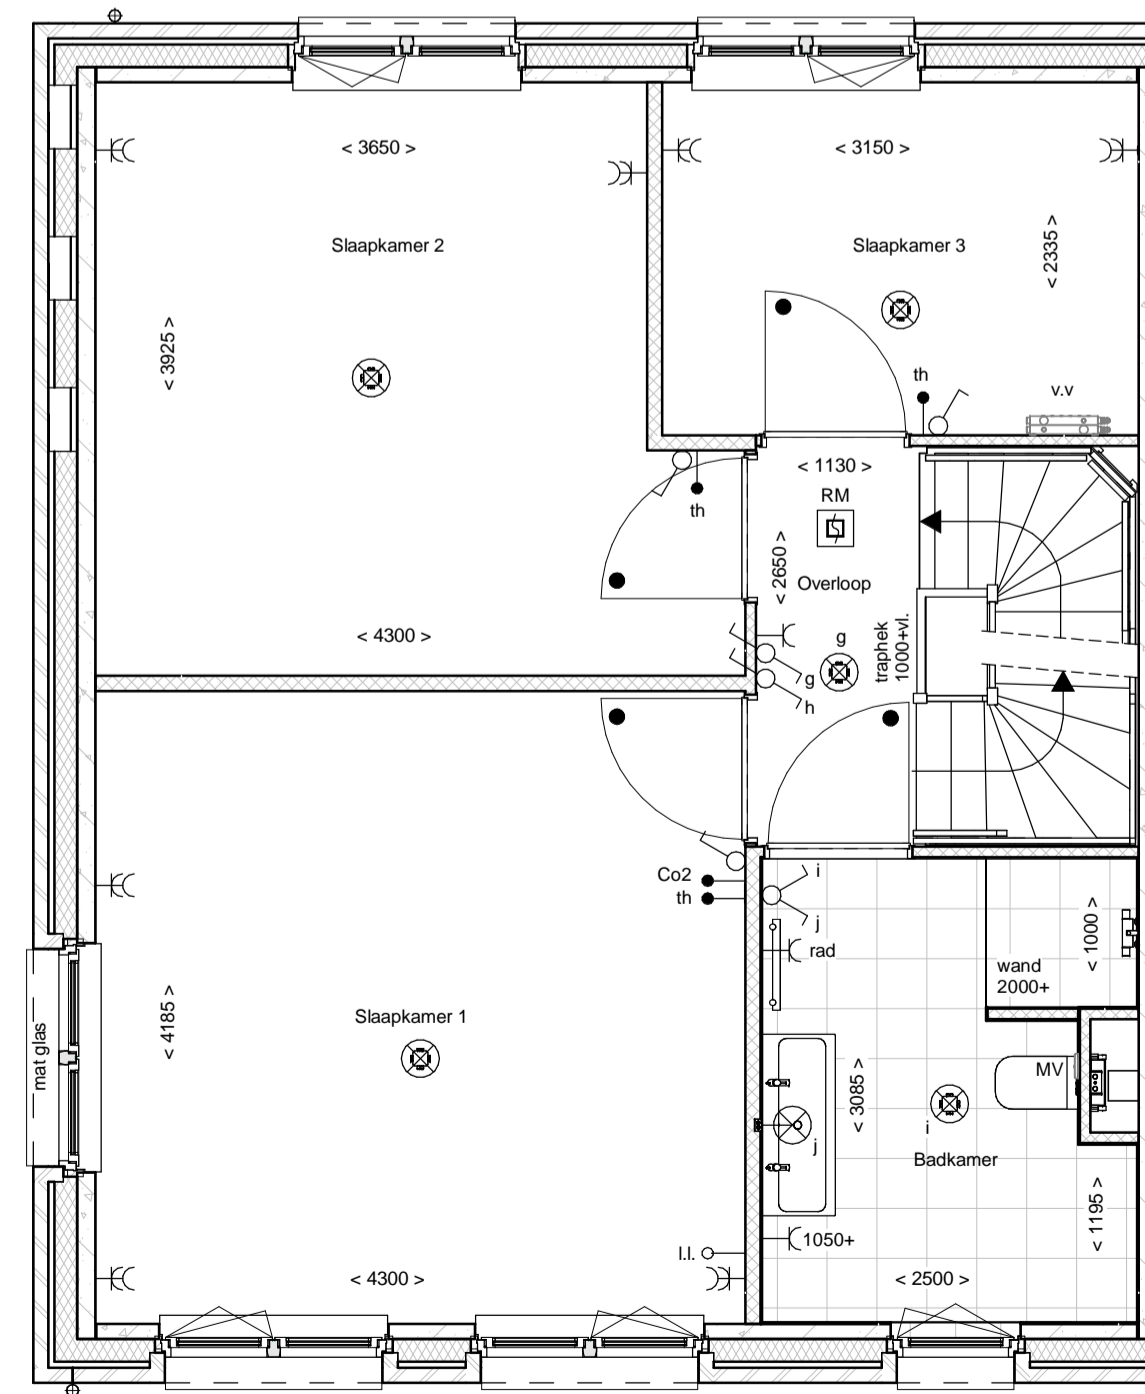 < 3650 >
< 3150 >
Slaapkamer 2
Slaapkamer 3
< 2335 >
< 3925 >
th
v.v
< 1130 >
RM
th
< 2650 >
Overloop
< 4300 >
g
traphek
1000+vl.
g
h
Co2
th
i
j
rad
< 1000 >
wand
2000+
Slaapkamer 1
< 4185 >
mat glas
MV
< 3085 >
i
j
Badkamer
< 1195 >
1050+
l.l.
< 4300 >
< 2500 >